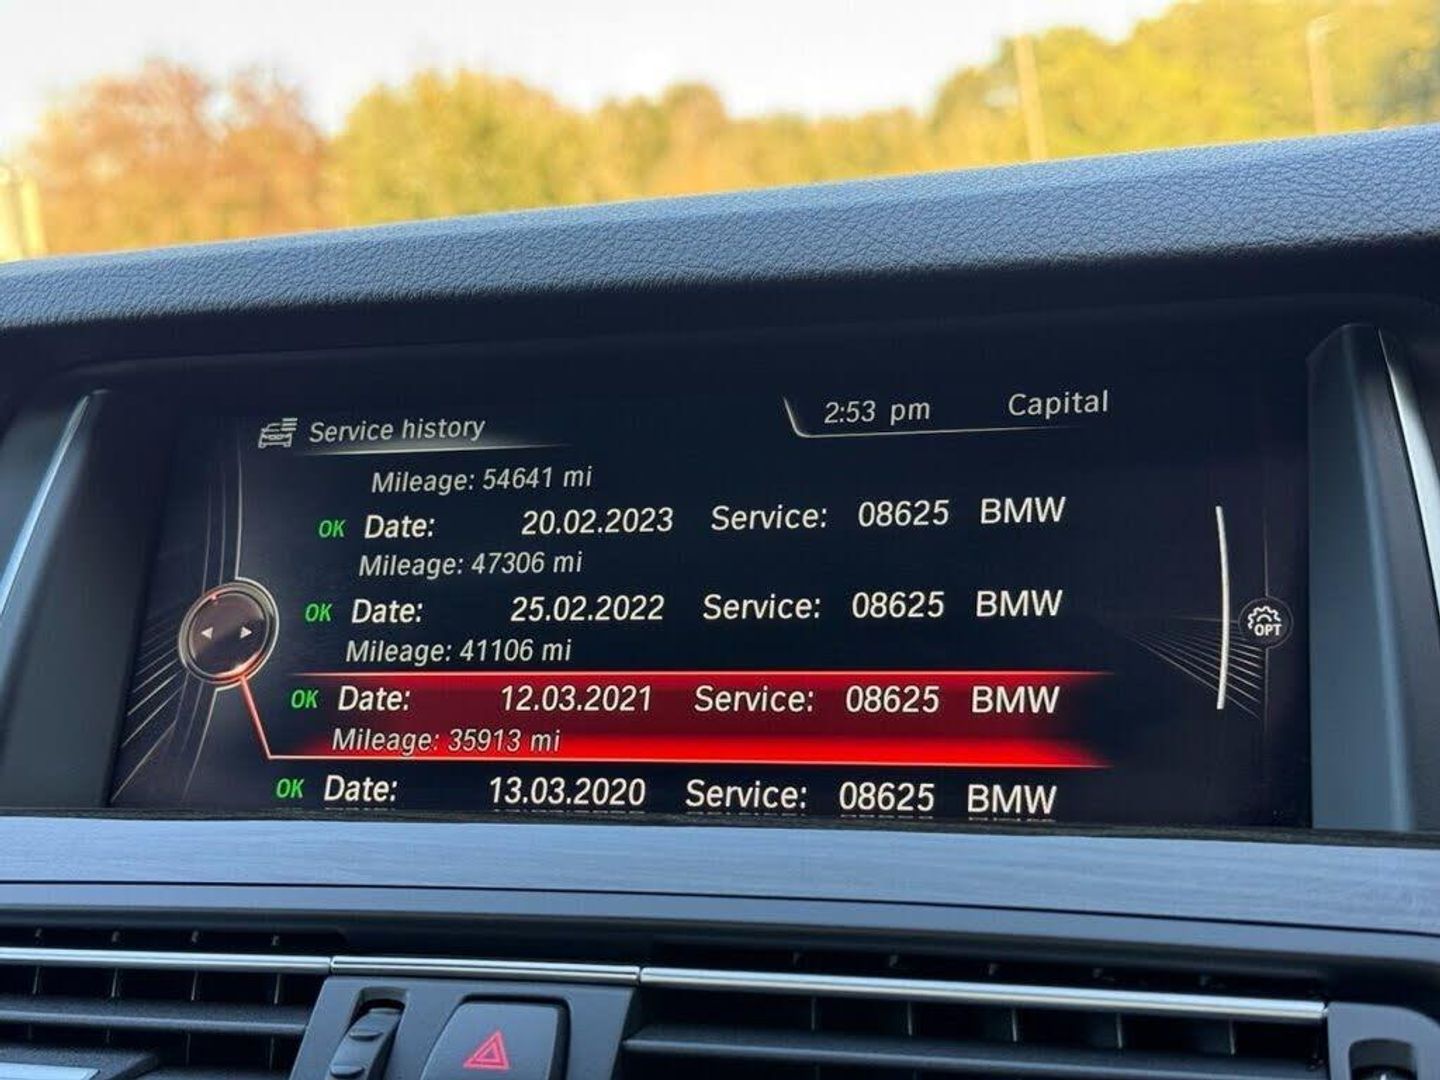 Service history
2:53 pm Capital
Mileage: 54641 mi
OK Date: 20.02.2023 Service: 08625 BMW
Mileage: 47306 mi
OK Date: 25.02.2022 Service: 08625 BMW
Mileage: 41106 mi
OK Date: 12.03.2021 Service: 08625 BMW
Mileage: 35913 mi
OK Date: 13.03.2020 Service: 08625 BMW
OPT